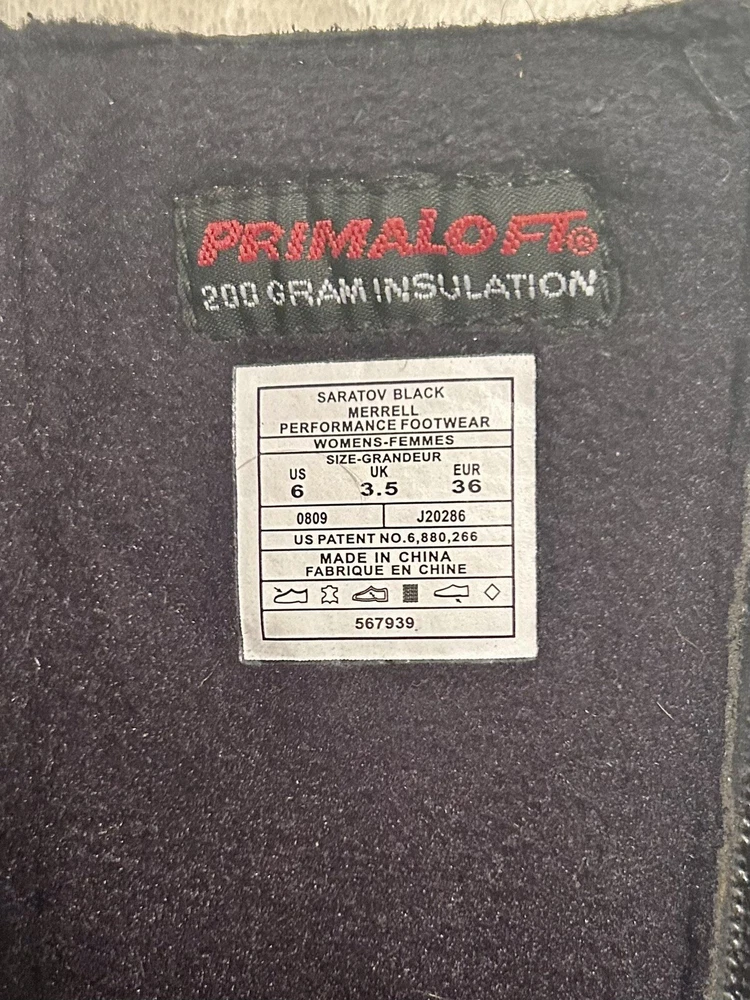 PRIMALOFT®
200 GRAM INSULATION
SARATOV BLACK
MERRELL
PERFORMANCE FOOTWEAR
WOMENS-FEMMES
SIZE-GRANDEUR
US UK EUR
6 3.5 36
0809 J20286
US PATENT NO.6,880,266
MADE IN CHINA
FABRIQUE EN CHINE
567939